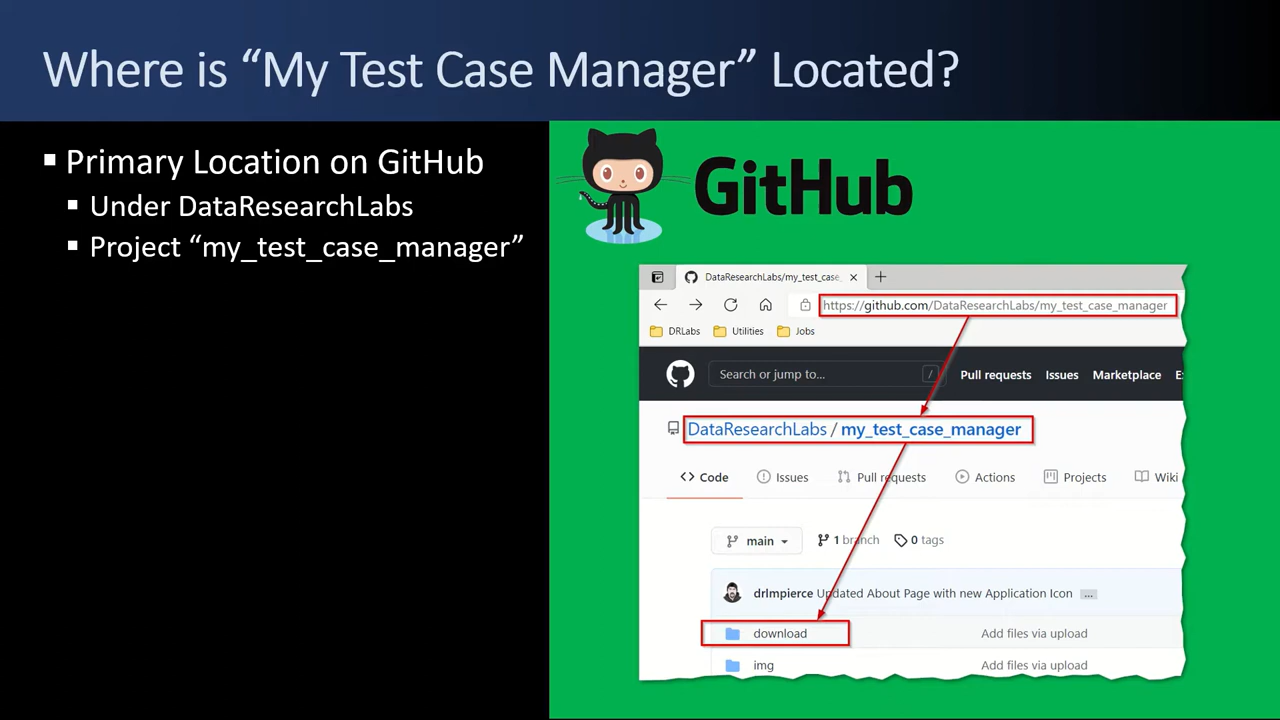 Where is “My Test Case Manager” Located?
Primary Location on GitHub
Under DataResearchLabs
Project “my_test_case_manager”
GitHub
DataResearchLabs/my_test_case_
https://github.com/DataResearchLabs/my_test_case_manager
DRLabs Utilities Jobs
Search or jump to... / Pull requests Issues Marketplace E
DataResearchLabs / my_test_case_manager
Code Issues Pull requests Actions Projects Wiki
main 1 branch 0 tags
drlmpierce Updated About Page with new Application Icon ...
download Add files via upload
img Add files via upload